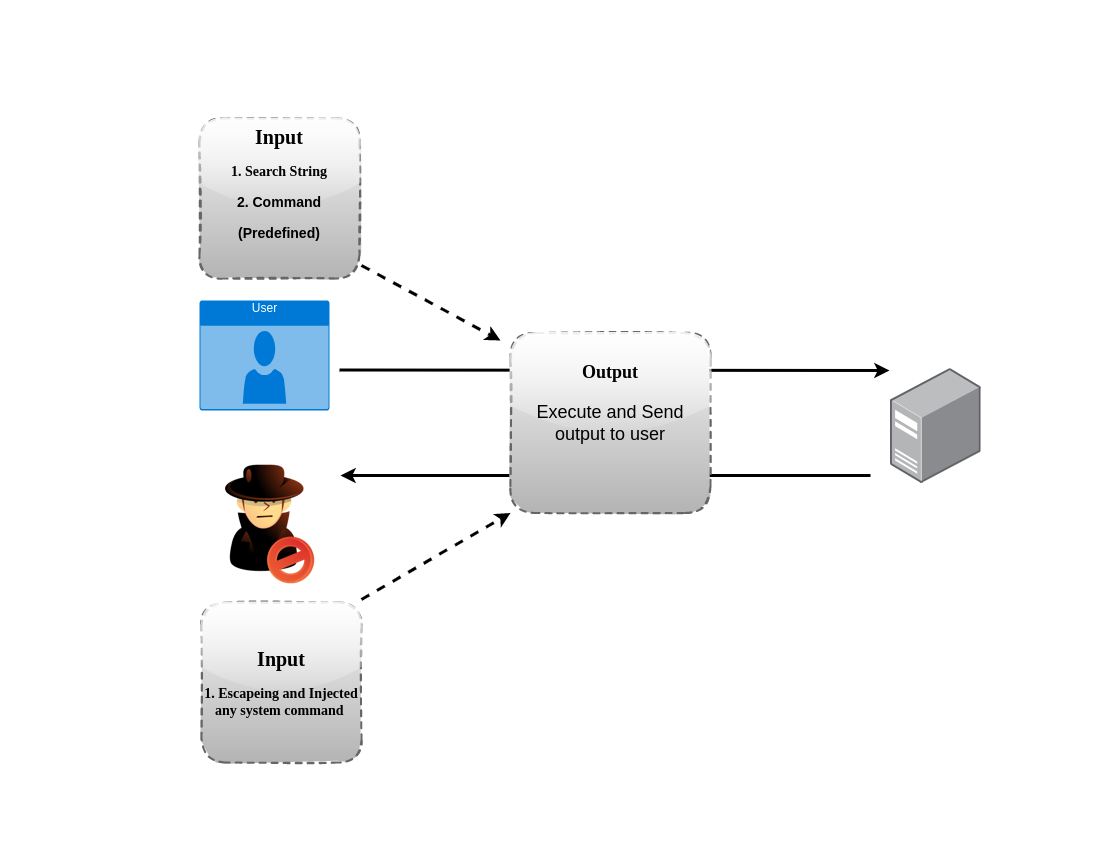 Input
1. Search String
2. Command
(Predefined)
User
Output
Execute and Send
output to user
Input
1. Escapeing and Injected
any system command